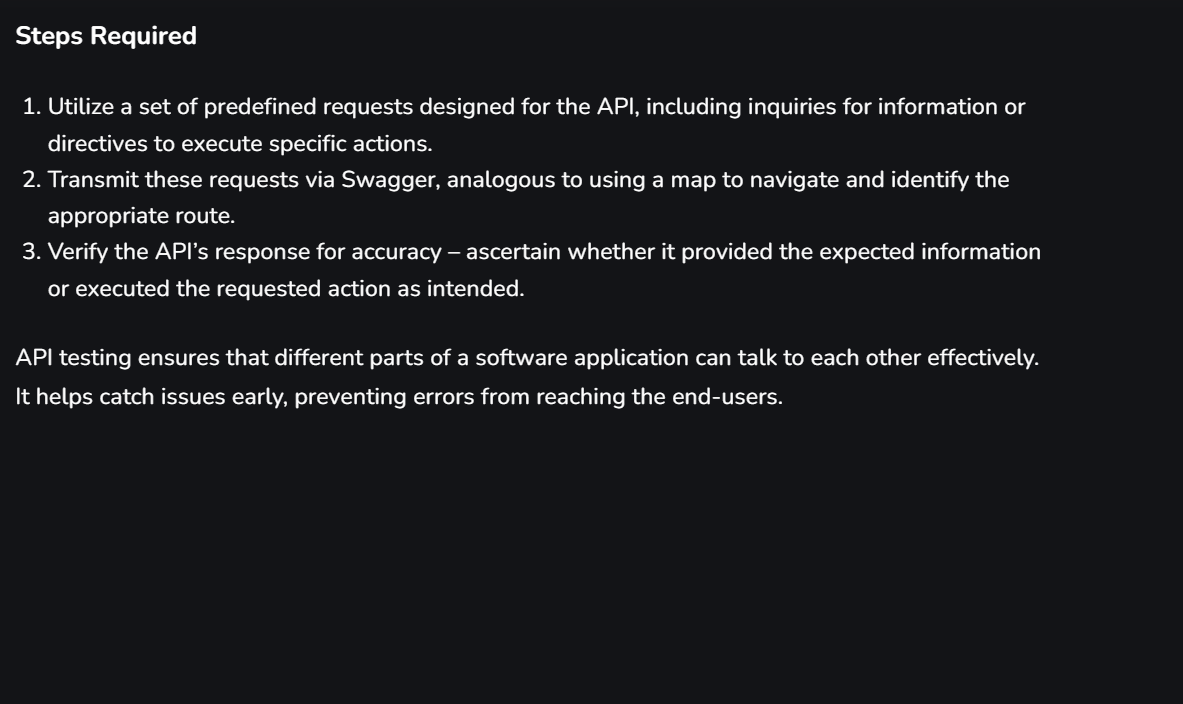 Steps Required
1. Utilize a set of predefined requests designed for the API, including inquiries for information or
directives to execute specific actions.
2. Transmit these requests via Swagger, analogous to using a map to navigate and identify the
appropriate route.
3. Verify the API’s response for accuracy – ascertain whether it provided the expected information
or executed the requested action as intended.
API testing ensures that different parts of a software application can talk to each other effectively.
It helps catch issues early, preventing errors from reaching the end-users.